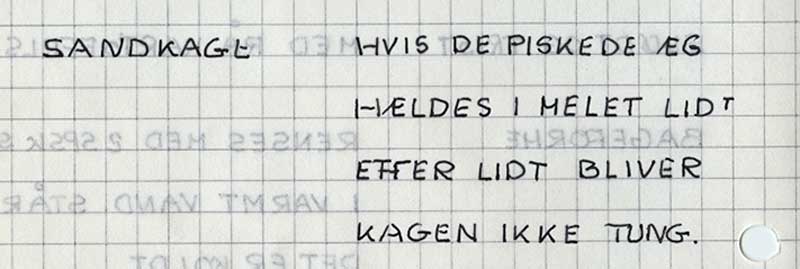 SANDKAGE HVIS DE PISKEDE ÆG
HÆLDES I MELET LIDT
EFTER LIDT BLIVER
KAGEN IKKE TUNG.